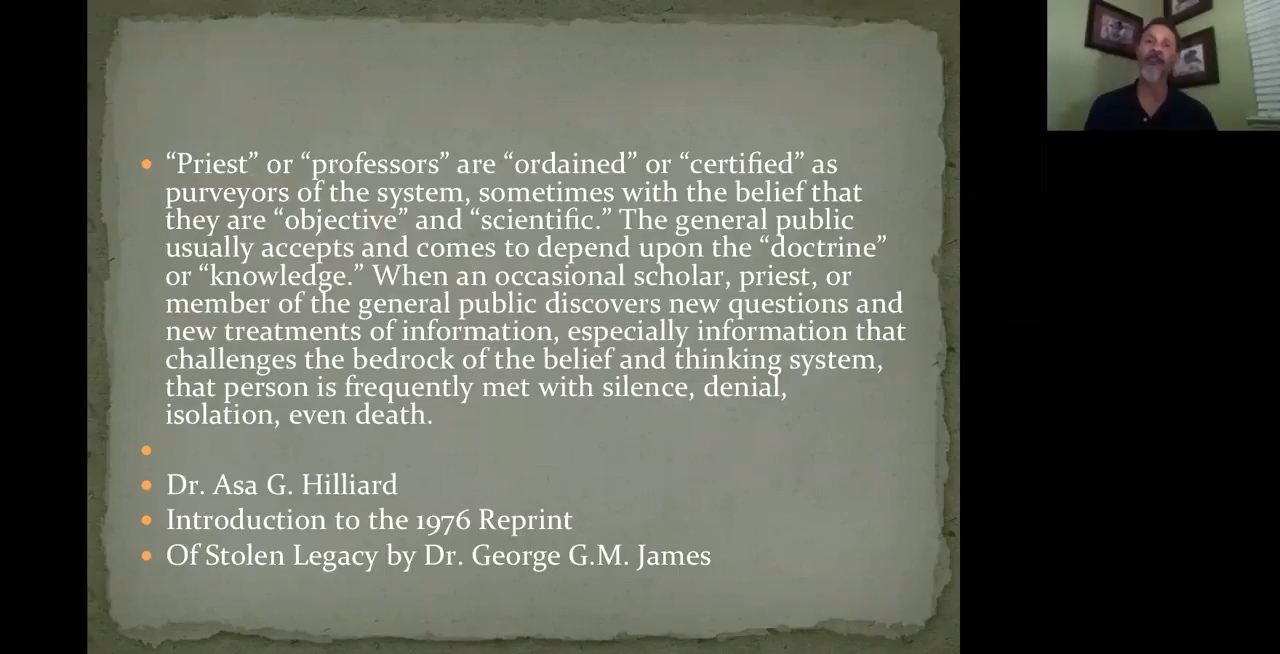 “Priest” or “professors” are “ordained” or “certified” as
purveyors of the system, sometimes with the belief that
they are “objective” and “scientific.” The general public
usually accepts and comes to depend upon the “doctrine”
or “knowledge.” When an occasional scholar, priest, or
member of the general public discovers new questions and
new treatments of information, especially information that
challenges the bedrock of the belief and thinking system,
that person is frequently met with silence, denial,
isolation, even death.
Dr. Asa G. Hilliard
Introduction to the 1976 Reprint
Of Stolen Legacy by Dr. George G.M. James